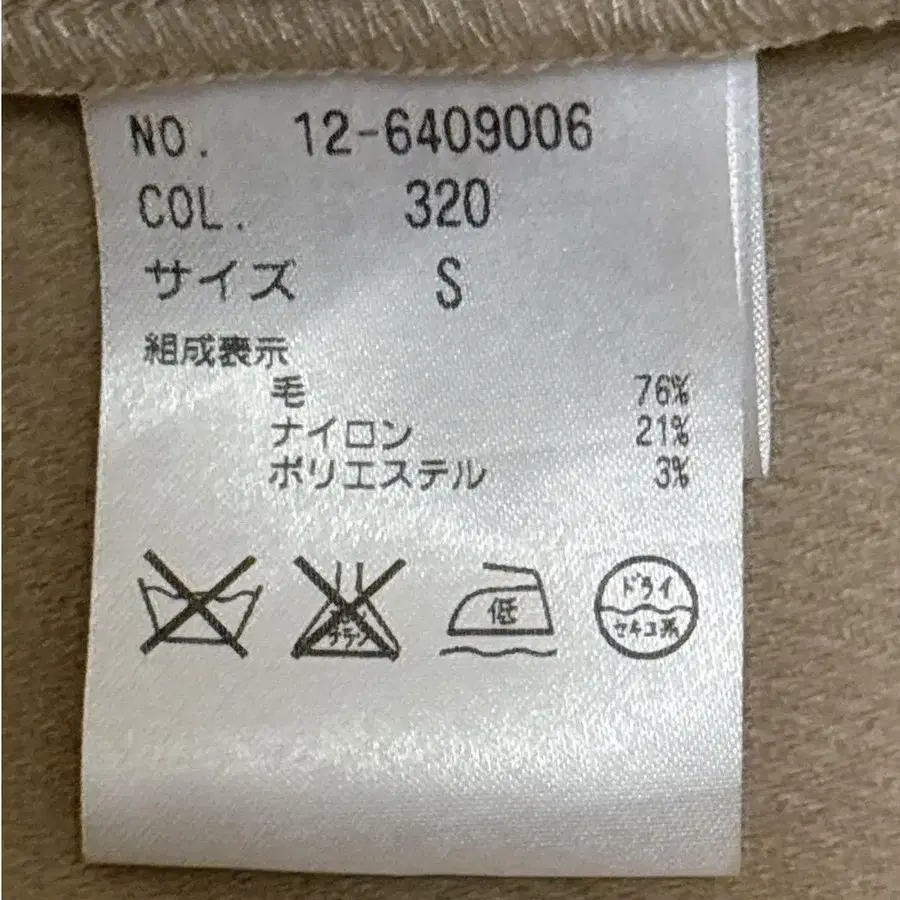 NO. 12-6409006
COL. 320
サイズ S
組成表示
毛 76%
ナイロン 21%
ポリエステル 3%
低
ドライ
セキユ系